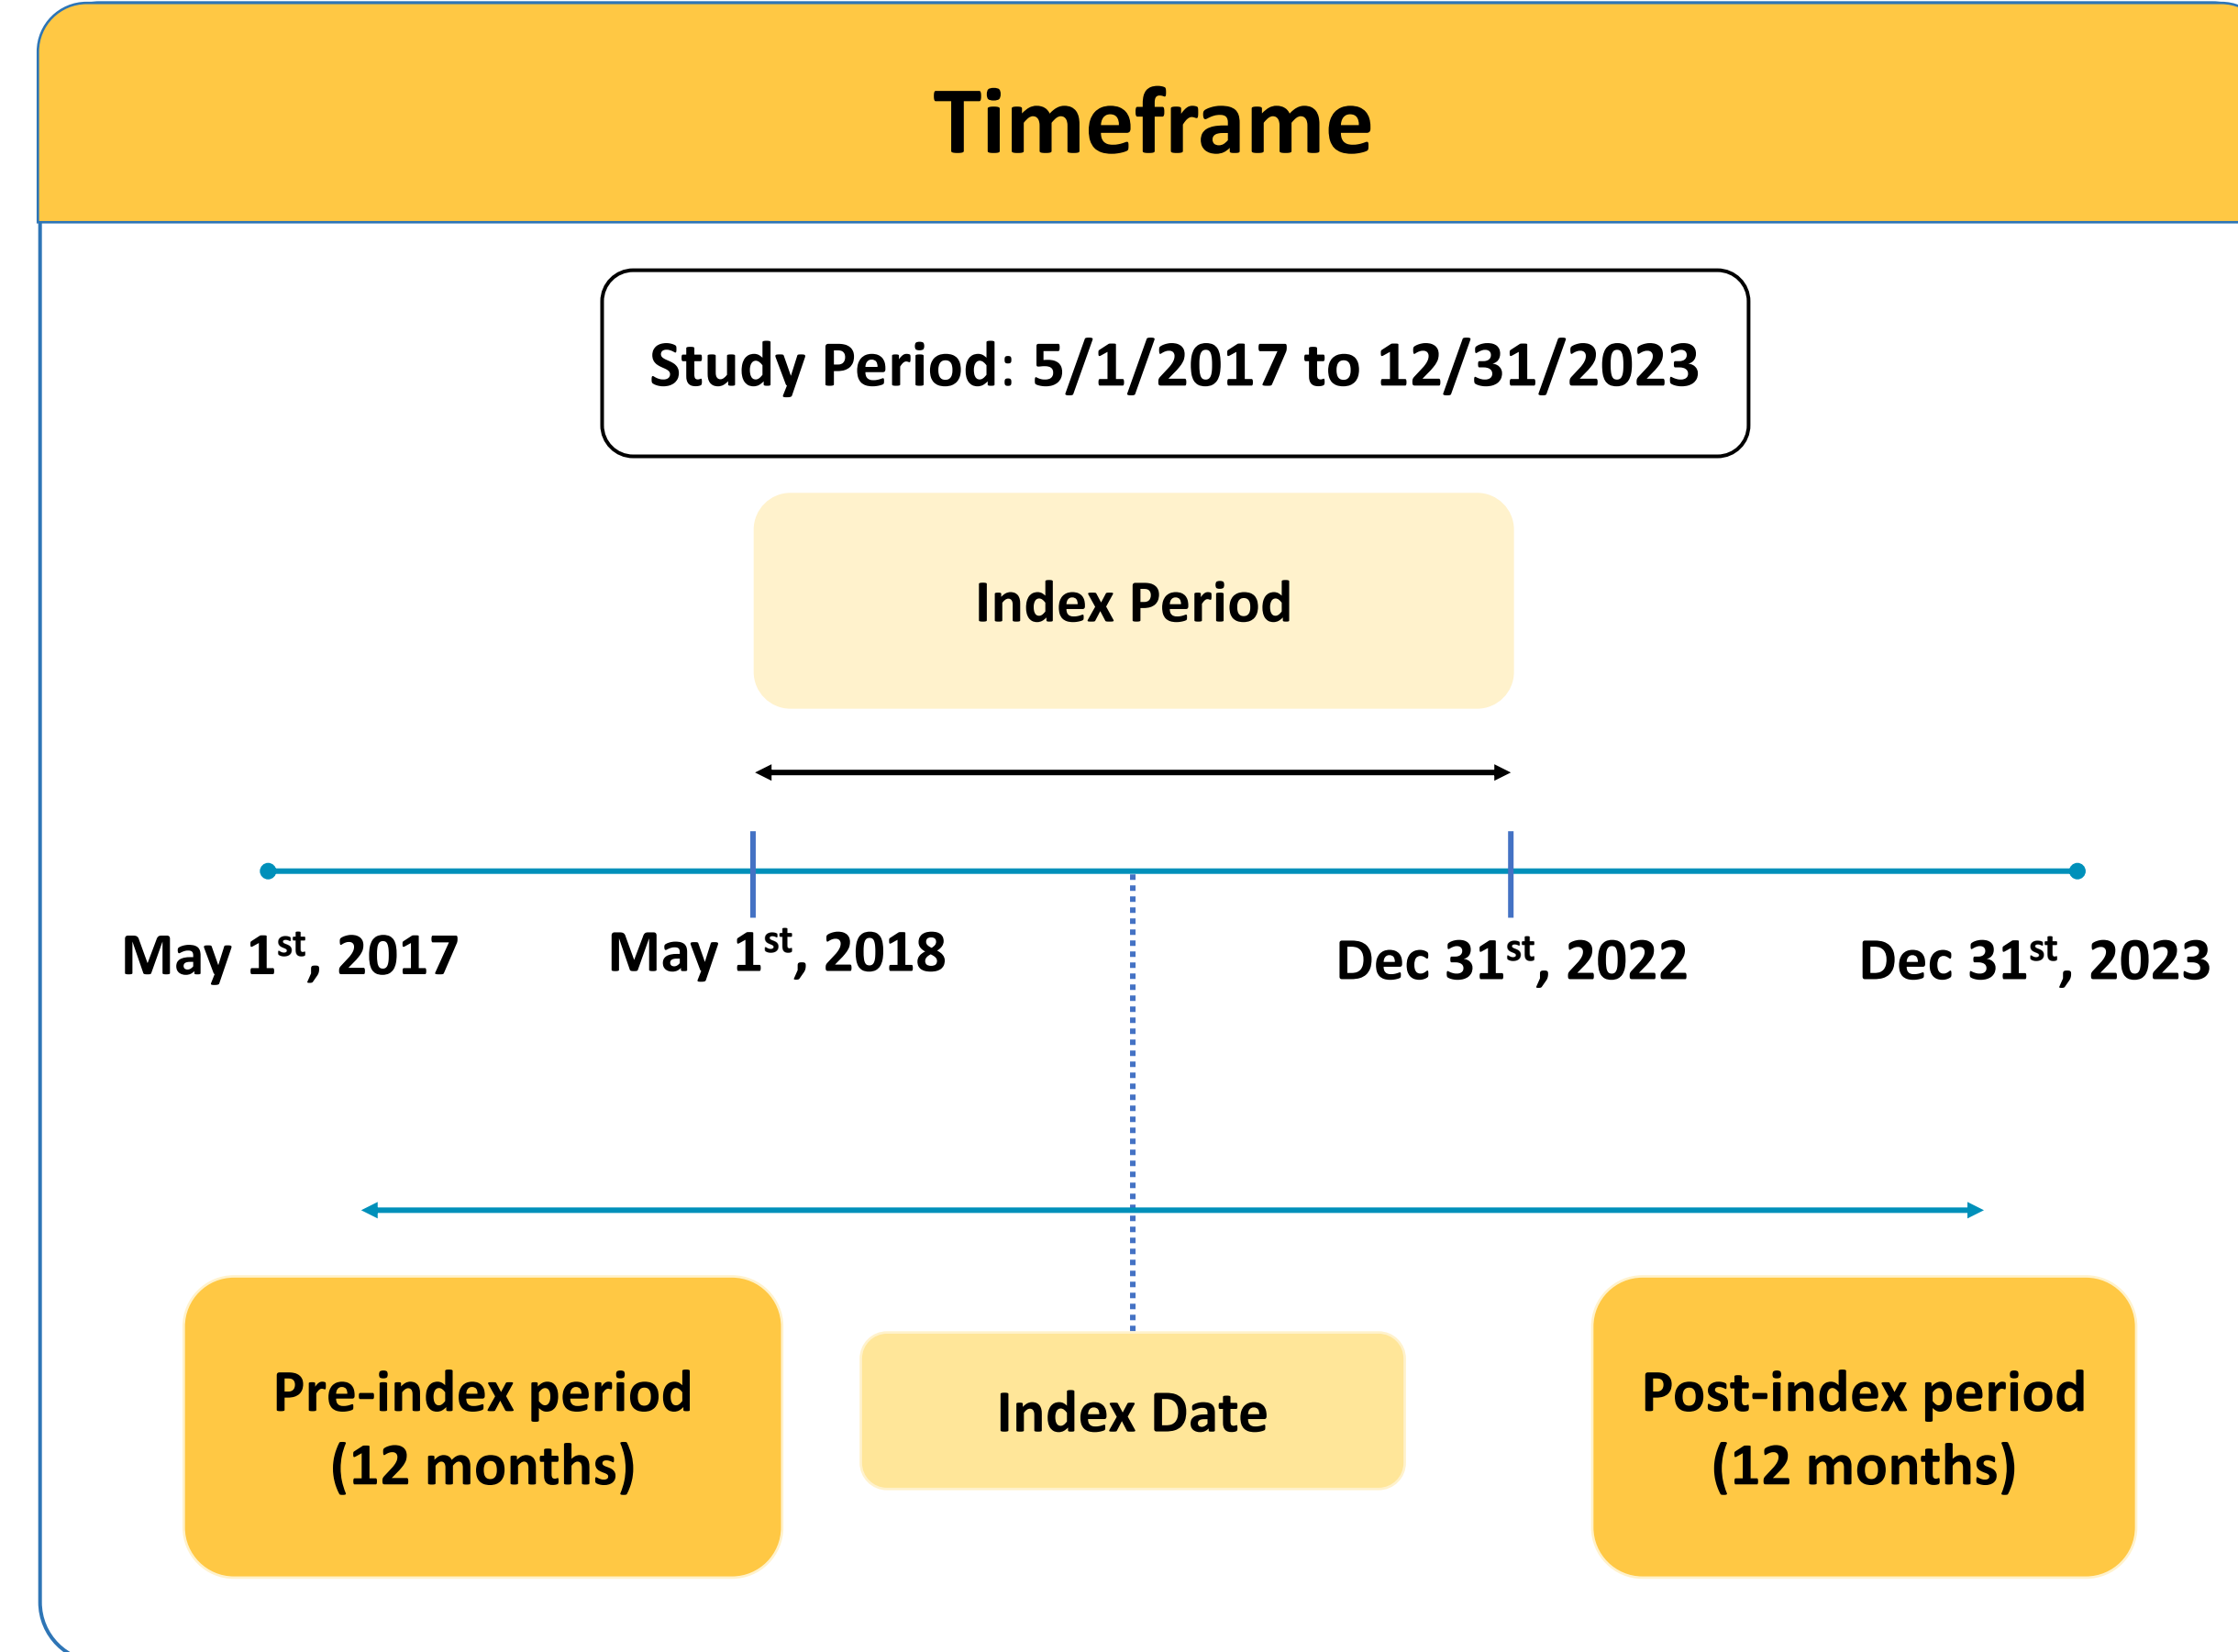 Timeframe
Study Period: 5/1/2017 to 12/31/2023
Index Period
May 1st, 2017
May 1st, 2018
Dec 31st, 2022
Dec 31st, 2023
Pre-index period
(12 months)
Index Date
Post-index period
(12 months)